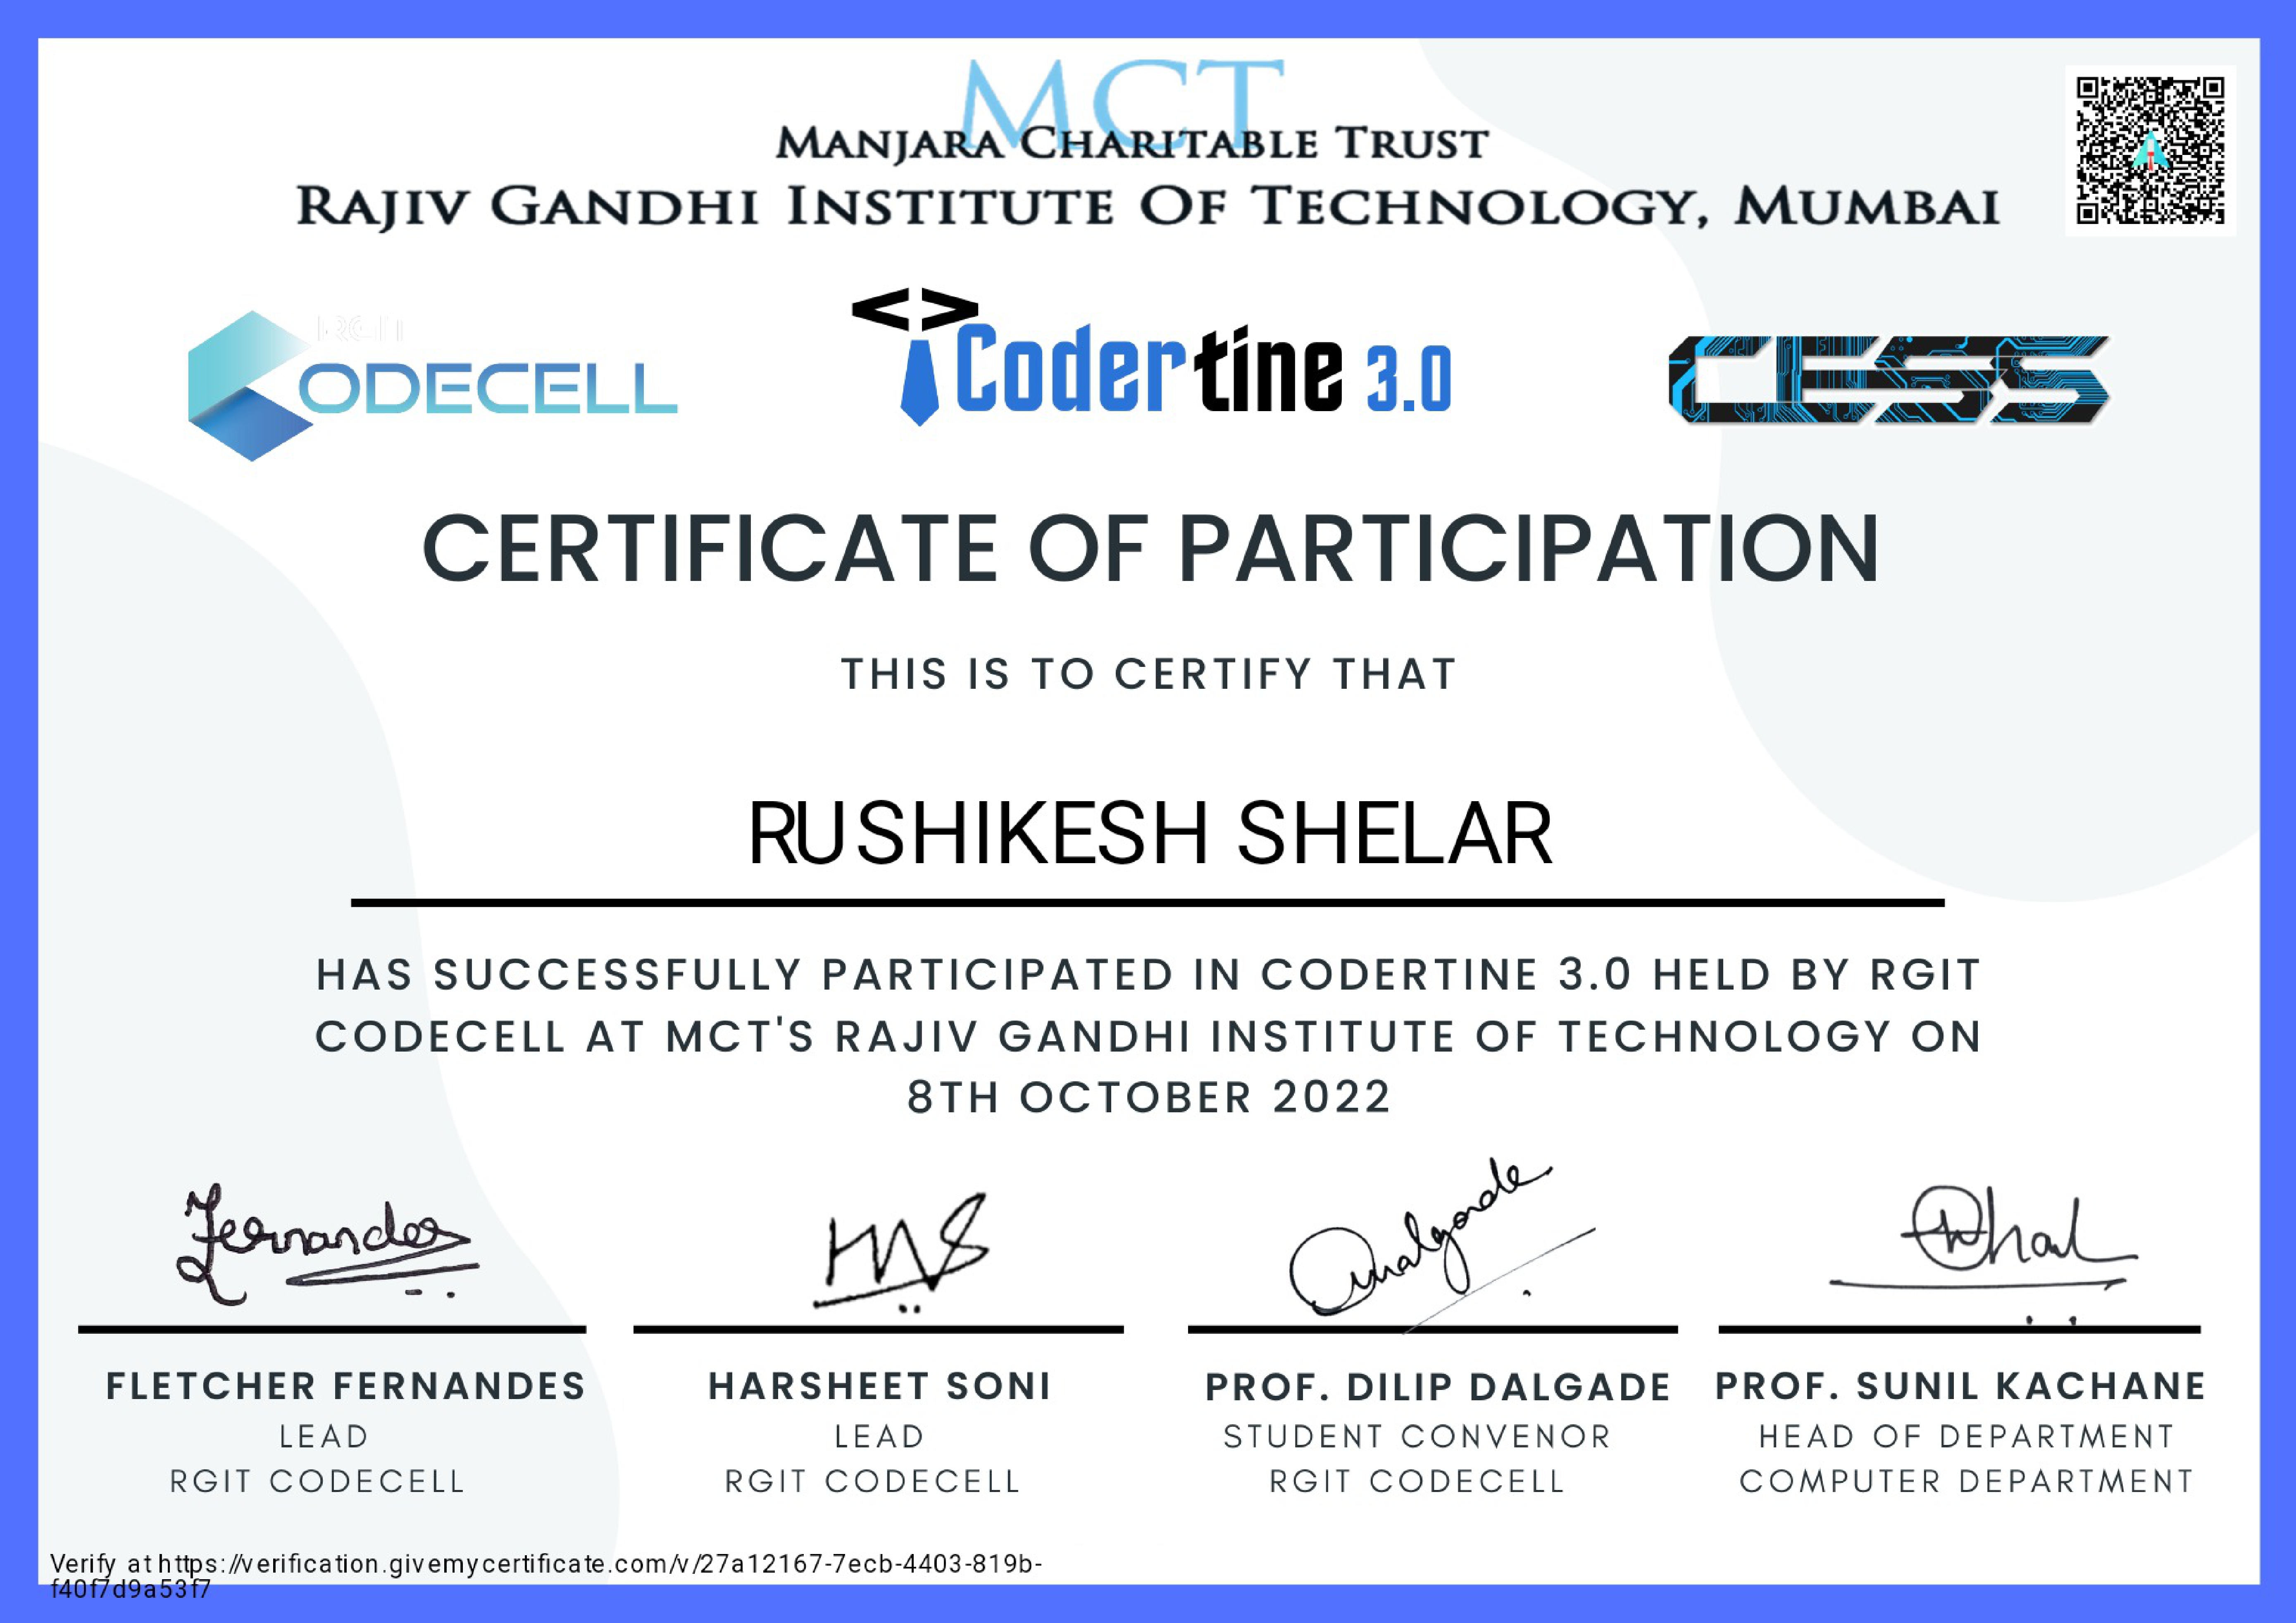 MCT
MANJARA CHARITABLE TRUST
RAJIV GANDHI INSTITUTE OF TECHNOLOGY, MUMBAI
RGIT
ODECELL
<> Codertine 3.0
CESS
CERTIFICATE OF PARTICIPATION
THIS IS TO CERTIFY THAT
RUSHIKESH SHELAR
HAS SUCCESSFULLY PARTICIPATED IN CODERTINE 3.0 HELD BY RGIT
CODECELL AT MCT'S RAJIV GANDHI INSTITUTE OF TECHNOLOGY ON
8TH OCTOBER 2022
Fernandes
HMS
FLETCHER FERNANDES
LEAD
RGIT CODECELL
HARSHEET SONI
LEAD
RGIT CODECELL
PROF. DILIP DALGADE
STUDENT CONVENOR
RGIT CODECELL
PROF. SUNIL KACHANE
HEAD OF DEPARTMENT
COMPUTER DEPARTMENT
Verify at https://verification.givemycertificate.com/v/27a12167-7ecb-4403-819b-
f40f7d9a53f7